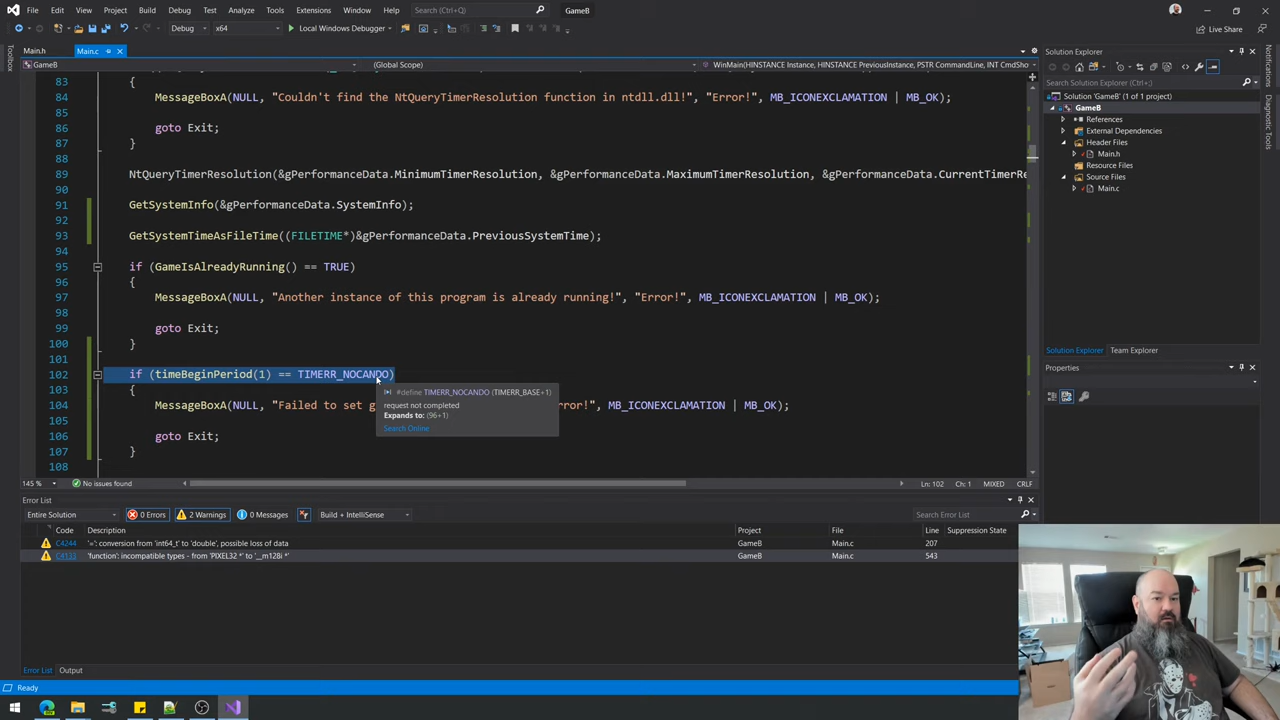 File Edit View Git Project Build Debug Test Analyze Tools Extensions Window Help Search (Ctrl+Q) GameB
Debug x64 Local Windows Debugger Live Share
Toolbox
Main.h Main.c
GameB (Global Scope) WinMain(HINSTANCE Instance, HINSTANCE PreviousInstance, PSTR CommandLine, INT CmdSho
83 {
84 MessageBoxA(NULL, "Couldn't find the NtQueryTimerResolution function in ntdll.dll!", "Error!", MB_ICONEXCLAMATION | MB_OK);
85
86 goto Exit;
87 }
88
89 NtQueryTimerResolution(&gPerformanceData.MinimumTimerResolution, &gPerformanceData.MaximumTimerResolution, &gPerformanceData.CurrentTimerRe
90
91 GetSystemInfo(&gPerformanceData.SystemInfo);
92
93 GetSystemTimeAsFileTime((FILETIME*)&gPerformanceData.PreviousSystemTime);
94
95 if (GameIsAlreadyRunning() == TRUE)
96 {
97 MessageBoxA(NULL, "Another instance of this program is already running!", "Error!", MB_ICONEXCLAMATION | MB_OK);
98
99 goto Exit;
100 }
101
102 if (timeBeginPeriod(1) == TIMERR_NOCANDO)
103 {
#define TIMERR_NOCANDO (TIMERR_BASE+1)
request not completed
Expands to: (96+1)
Search Online
104 MessageBoxA(NULL, "Failed to set g rror!", MB_ICONEXCLAMATION | MB_OK);
105
106 goto Exit;
107 }
108
145 % No issues found Ln: 102 Ch: 1 MIXED CRLF
Error List
Entire Solution 0 Errors 2 Warnings 0 Messages Build + IntelliSense Search Error List
Code Description Project File Line Suppression State
C4244 '=': conversion from 'int64_t' to 'double', possible loss of data GameB Main.c 207
C4133 'function': incompatible types - from 'PIXEL32 *' to '__m128i *' GameB Main.c 543
Error List Output
Ready
Solution Explorer
Search Solution Explorer (Ctrl+;)
Solution 'GameB' (1 of 1 project)
GameB
References
External Dependencies
Header Files
Main.h
Resource Files
Source Files
Main.c
Solution Explorer Team Explorer
Properties
Notifications
Diagnostic Tools